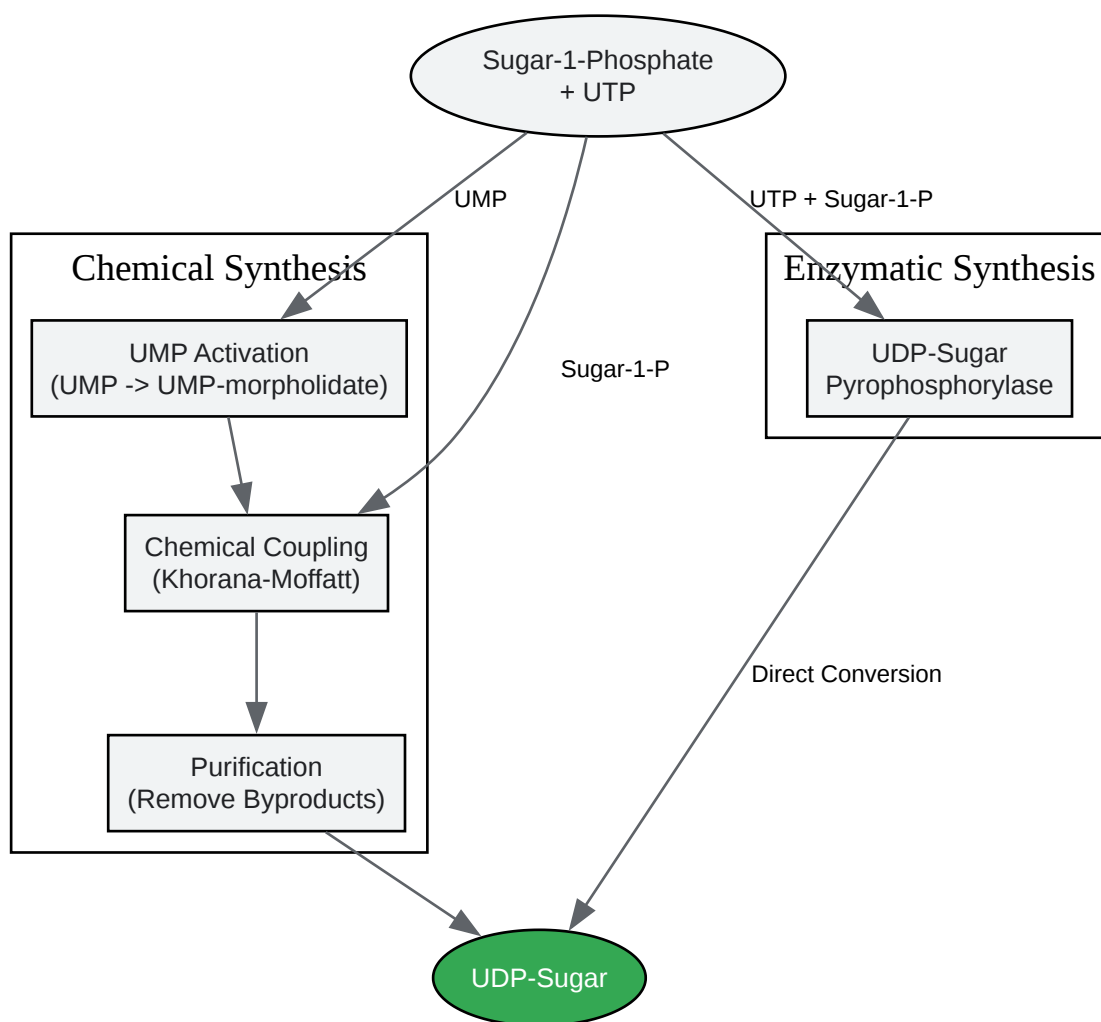 Sugar-1-Phosphate
+ UTP
UMP
UTP + Sugar-1-P
Chemical Synthesis
Enzymatic Synthesis
UMP Activation
(UMP -> UMP-morpholidate)
Sugar-1-P
UDP-Sugar
Pyrophosphorylase
Chemical Coupling
(Khorana-Moffatt)
Direct Conversion
Purification
(Remove Byproducts)
UDP-Sugar